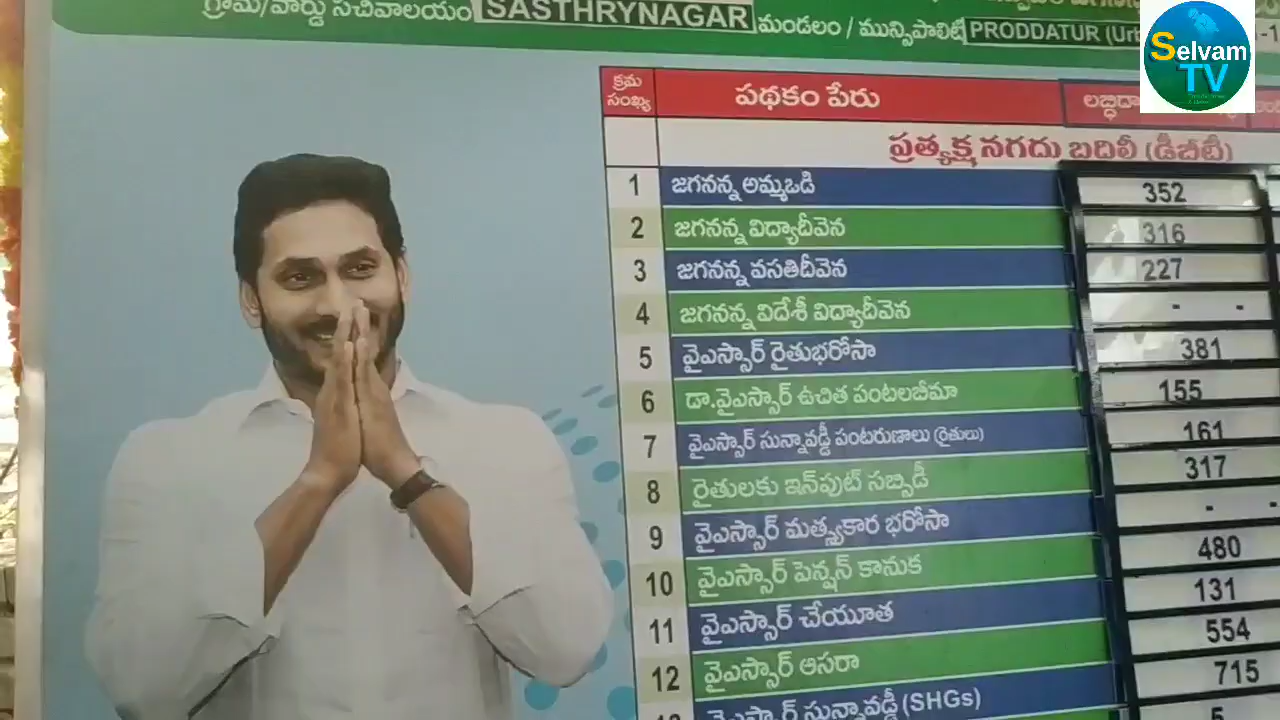 గ్రామ/వార్డు సచివాలయం SASTHRYNAGAR మండలం / మున్సిపాలిటీ PRODDATUR
Selvam
TV
క్రమ సంఖ్య పథకం పేరు
ప్రత్యక్ష నగదు బదిలీ (డీబీటీ)
1 జగనన్న అమ్మఒడి 352
2 జగనన్న విద్యాదీవెన 316
3 జగనన్న వసతిదీవెన 227
4 జగనన్న విదేశీ విద్యాదీవెన - -
5 వైఎస్సార్ రైతుభరోసా 381
6 డా.వైఎస్సార్ ఉచిత పంటలబీమా 155
7 వైఎస్సార్ సున్నావడ్డీ పంటరుణాలు (రైతులు) 161
8 రైతులకు ఇన్‌పుట్ సబ్సిడీ 317
9 వైఎస్సార్ మత్స్యకార భరోసా - -
10 వైఎస్సార్ పెన్షన్ కానుక 480
11 వైఎస్సార్ చేయూత 131
12 వైఎస్సార్ ఆసరా 554
వైఎస్సార్ సున్నావడ్డీ (SHGs) 715